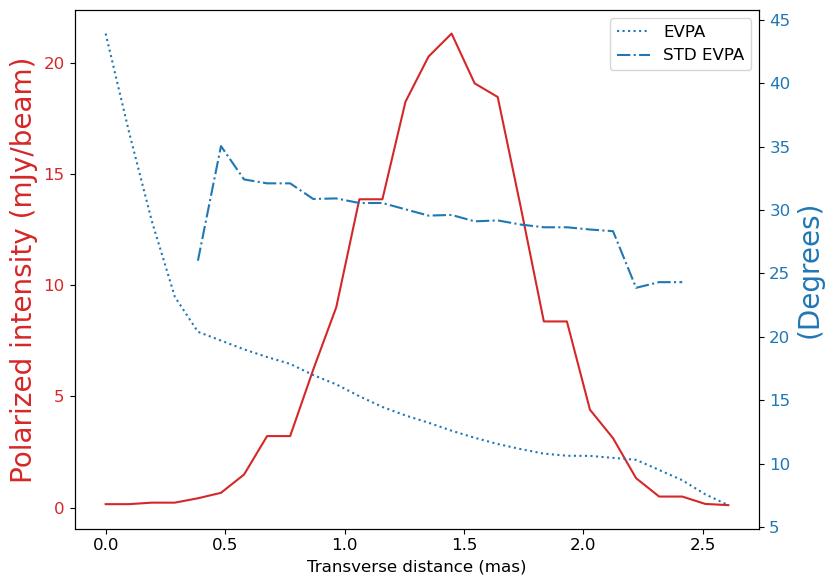 Polarized intensity (mJy/beam)
20
15
10
5
0
EVPA
STD EVPA
45
40
35
30
25
20
15
10
5
(Degrees)
0.0 0.5 1.0 1.5 2.0 2.5
Transverse distance (mas)